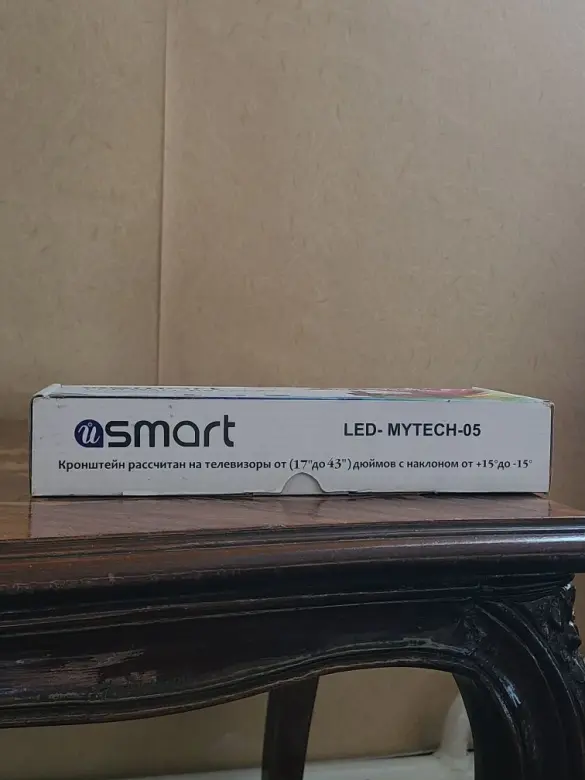 ismart
LED- MYTECH-05
Кронштейн рассчитан на телевизоры от (17"до 43") дюймов с наклоном от +15°до -15°